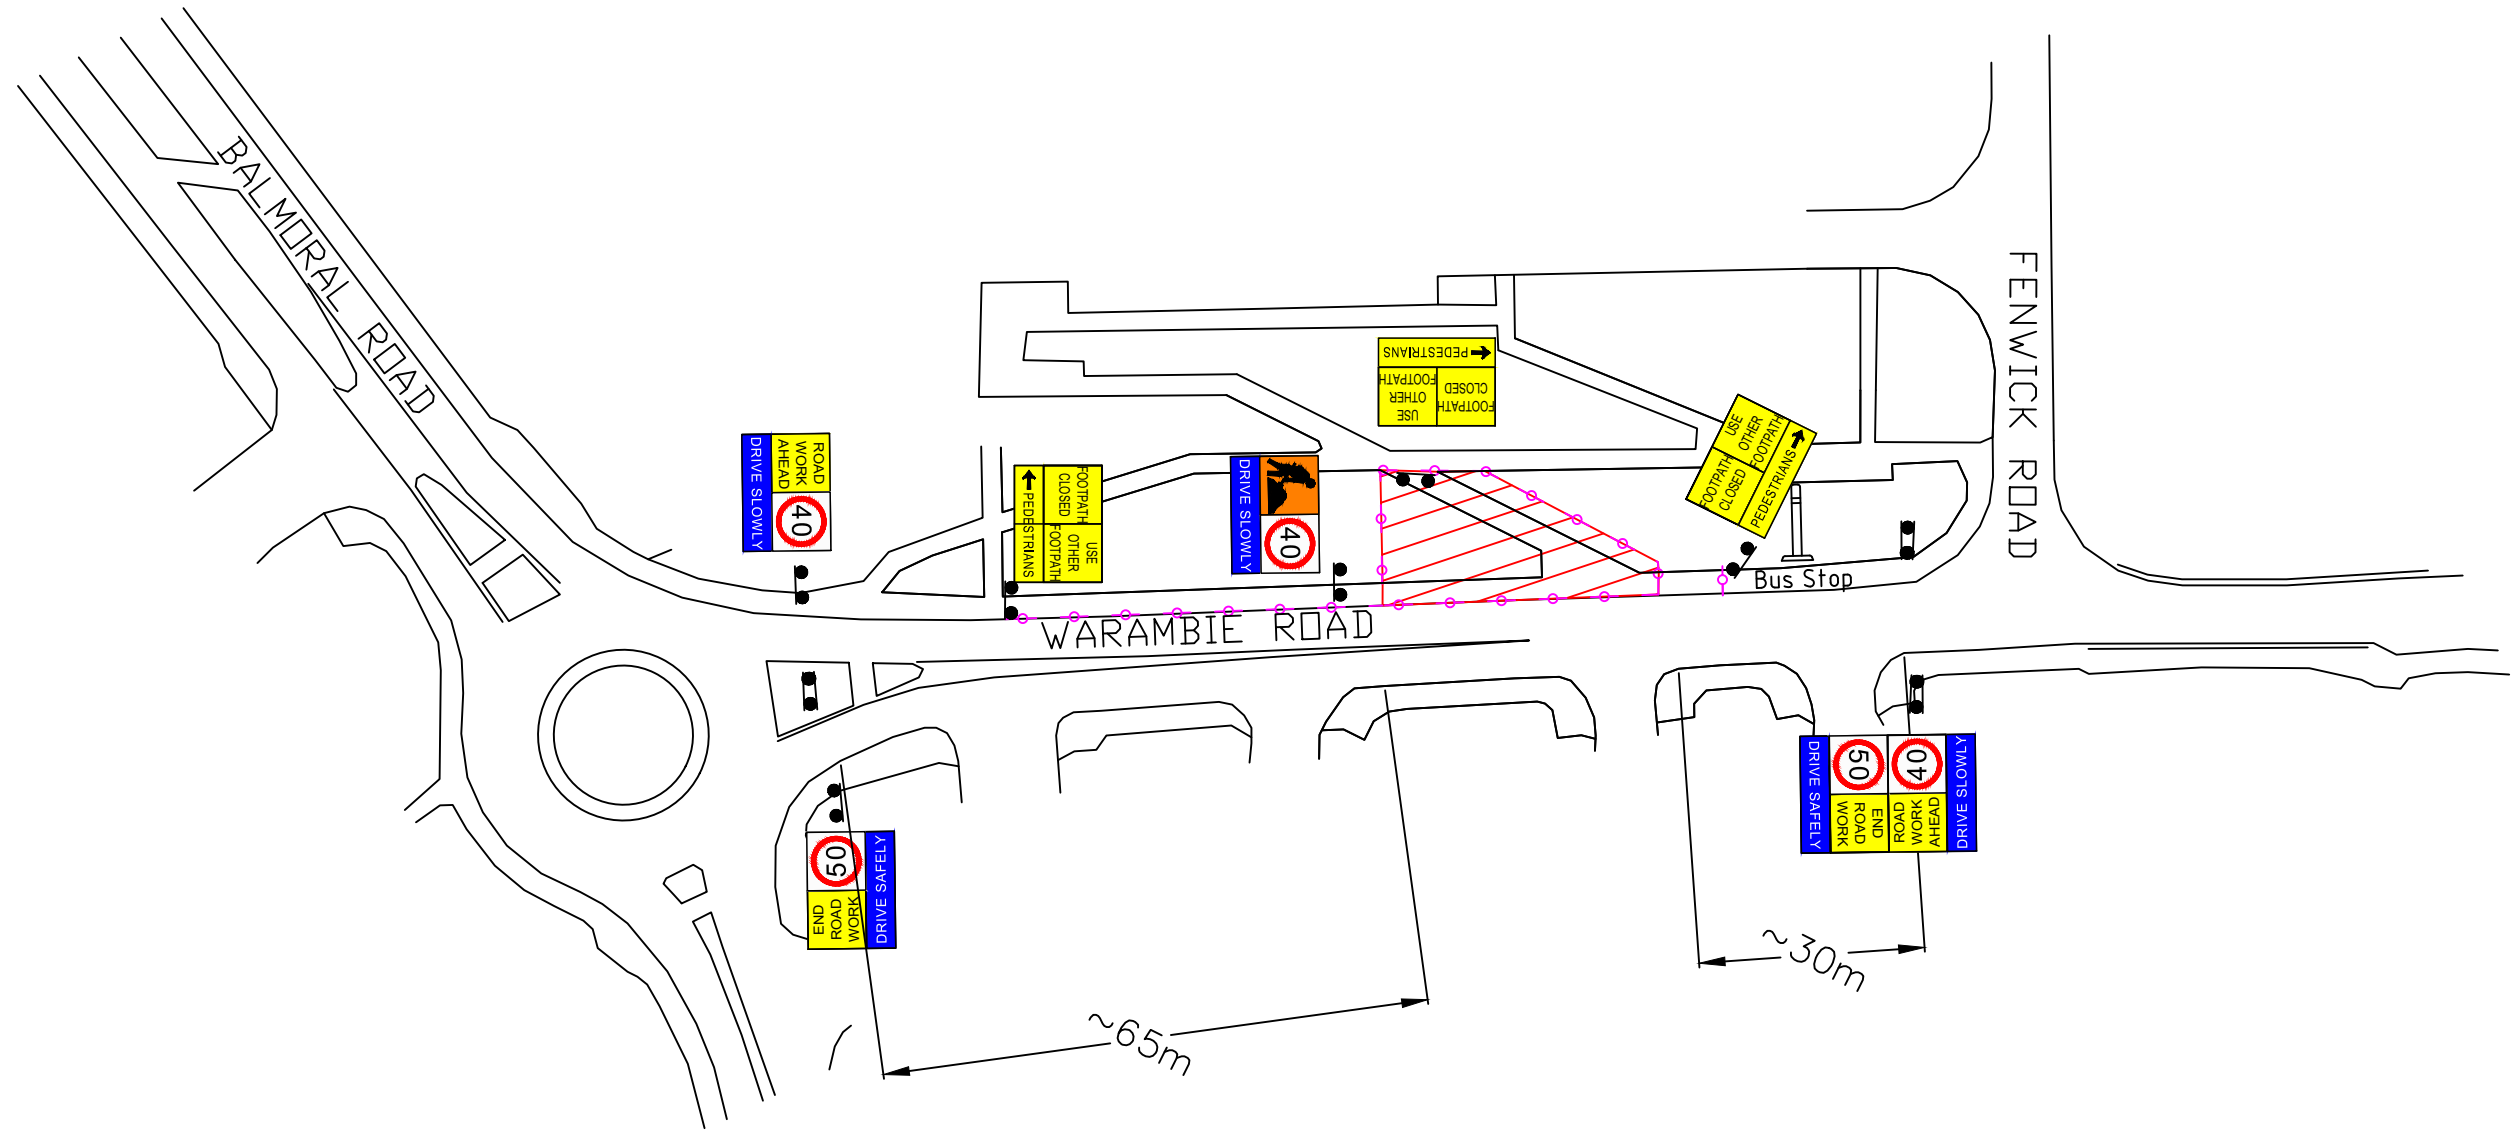 BALMORAL ROAD
FENWICK ROAD
WARAMBIE ROAD
ROAD
WORK
AHEAD
40
DRIVE SLOWLY
FOOTPATH
CLOSED
USE
OTHER
FOOTPATH
PEDESTRIANS
40
DRIVE SLOWLY
PEDESTRIANS
FOOTPATH
CLOSED
USE
OTHER
FOOTPATH
USE
OTHER
FOOTPATH
FOOTPATH
CLOSED
PEDESTRIANS
Bus Stop
50
END
ROAD
WORK
DRIVE SAFELY
50
END
ROAD
WORK
DRIVE SAFELY
40
ROAD
WORK
AHEAD
DRIVE SLOWLY
~65m
~30m